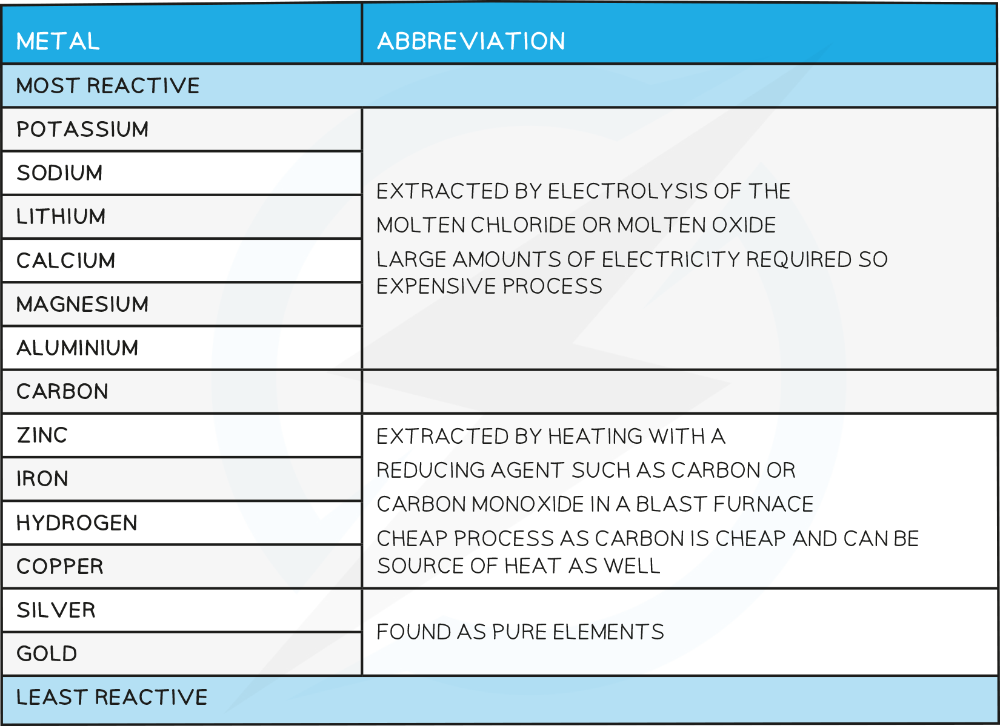 METAL
ABBREVIATION
MOST REACTIVE
POTASSIUM
SODIUM
LITHIUM
CALCIUM
MAGNESIUM
ALUMINIUM
EXTRACTED BY ELECTROLYSIS OF THE
MOLTEN CHLORIDE OR MOLTEN OXIDE
LARGE AMOUNTS OF ELECTRICITY REQUIRED SO
EXPENSIVE PROCESS
CARBON
ZINC
IRON
HYDROGEN
COPPER
EXTRACTED BY HEATING WITH A
REDUCING AGENT SUCH AS CARBON OR
CARBON MONOXIDE IN A BLAST FURNACE
CHEAP PROCESS AS CARBON IS CHEAP AND CAN BE
SOURCE OF HEAT AS WELL
SILVER
GOLD
FOUND AS PURE ELEMENTS
LEAST REACTIVE